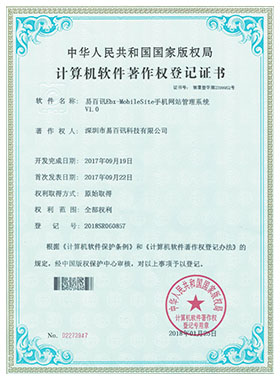 中华人民共和国国家版权局
计算机软件著作权登记证书
证书号：
软件名称： 易百讯Ebx-MobileSite手机网站管理系统
V1.0
著作权人： 深圳市易百讯科技有限公司
开发完成日期： 2017年09月19日
首次发表日期： 2017年09月22日
权利取得方式： 原始取得
权利范围： 全部权利
登记号： 2018SR050857
根据《计算机软件保护条例》和《计算机软件著作权登记办法》的
规定，经中国版权保护中心审核，对以上事项予以登记。
中华人民共和国国家版权局
计算机软件著作权
登记专用章
No. 02273947
2018年01月23日